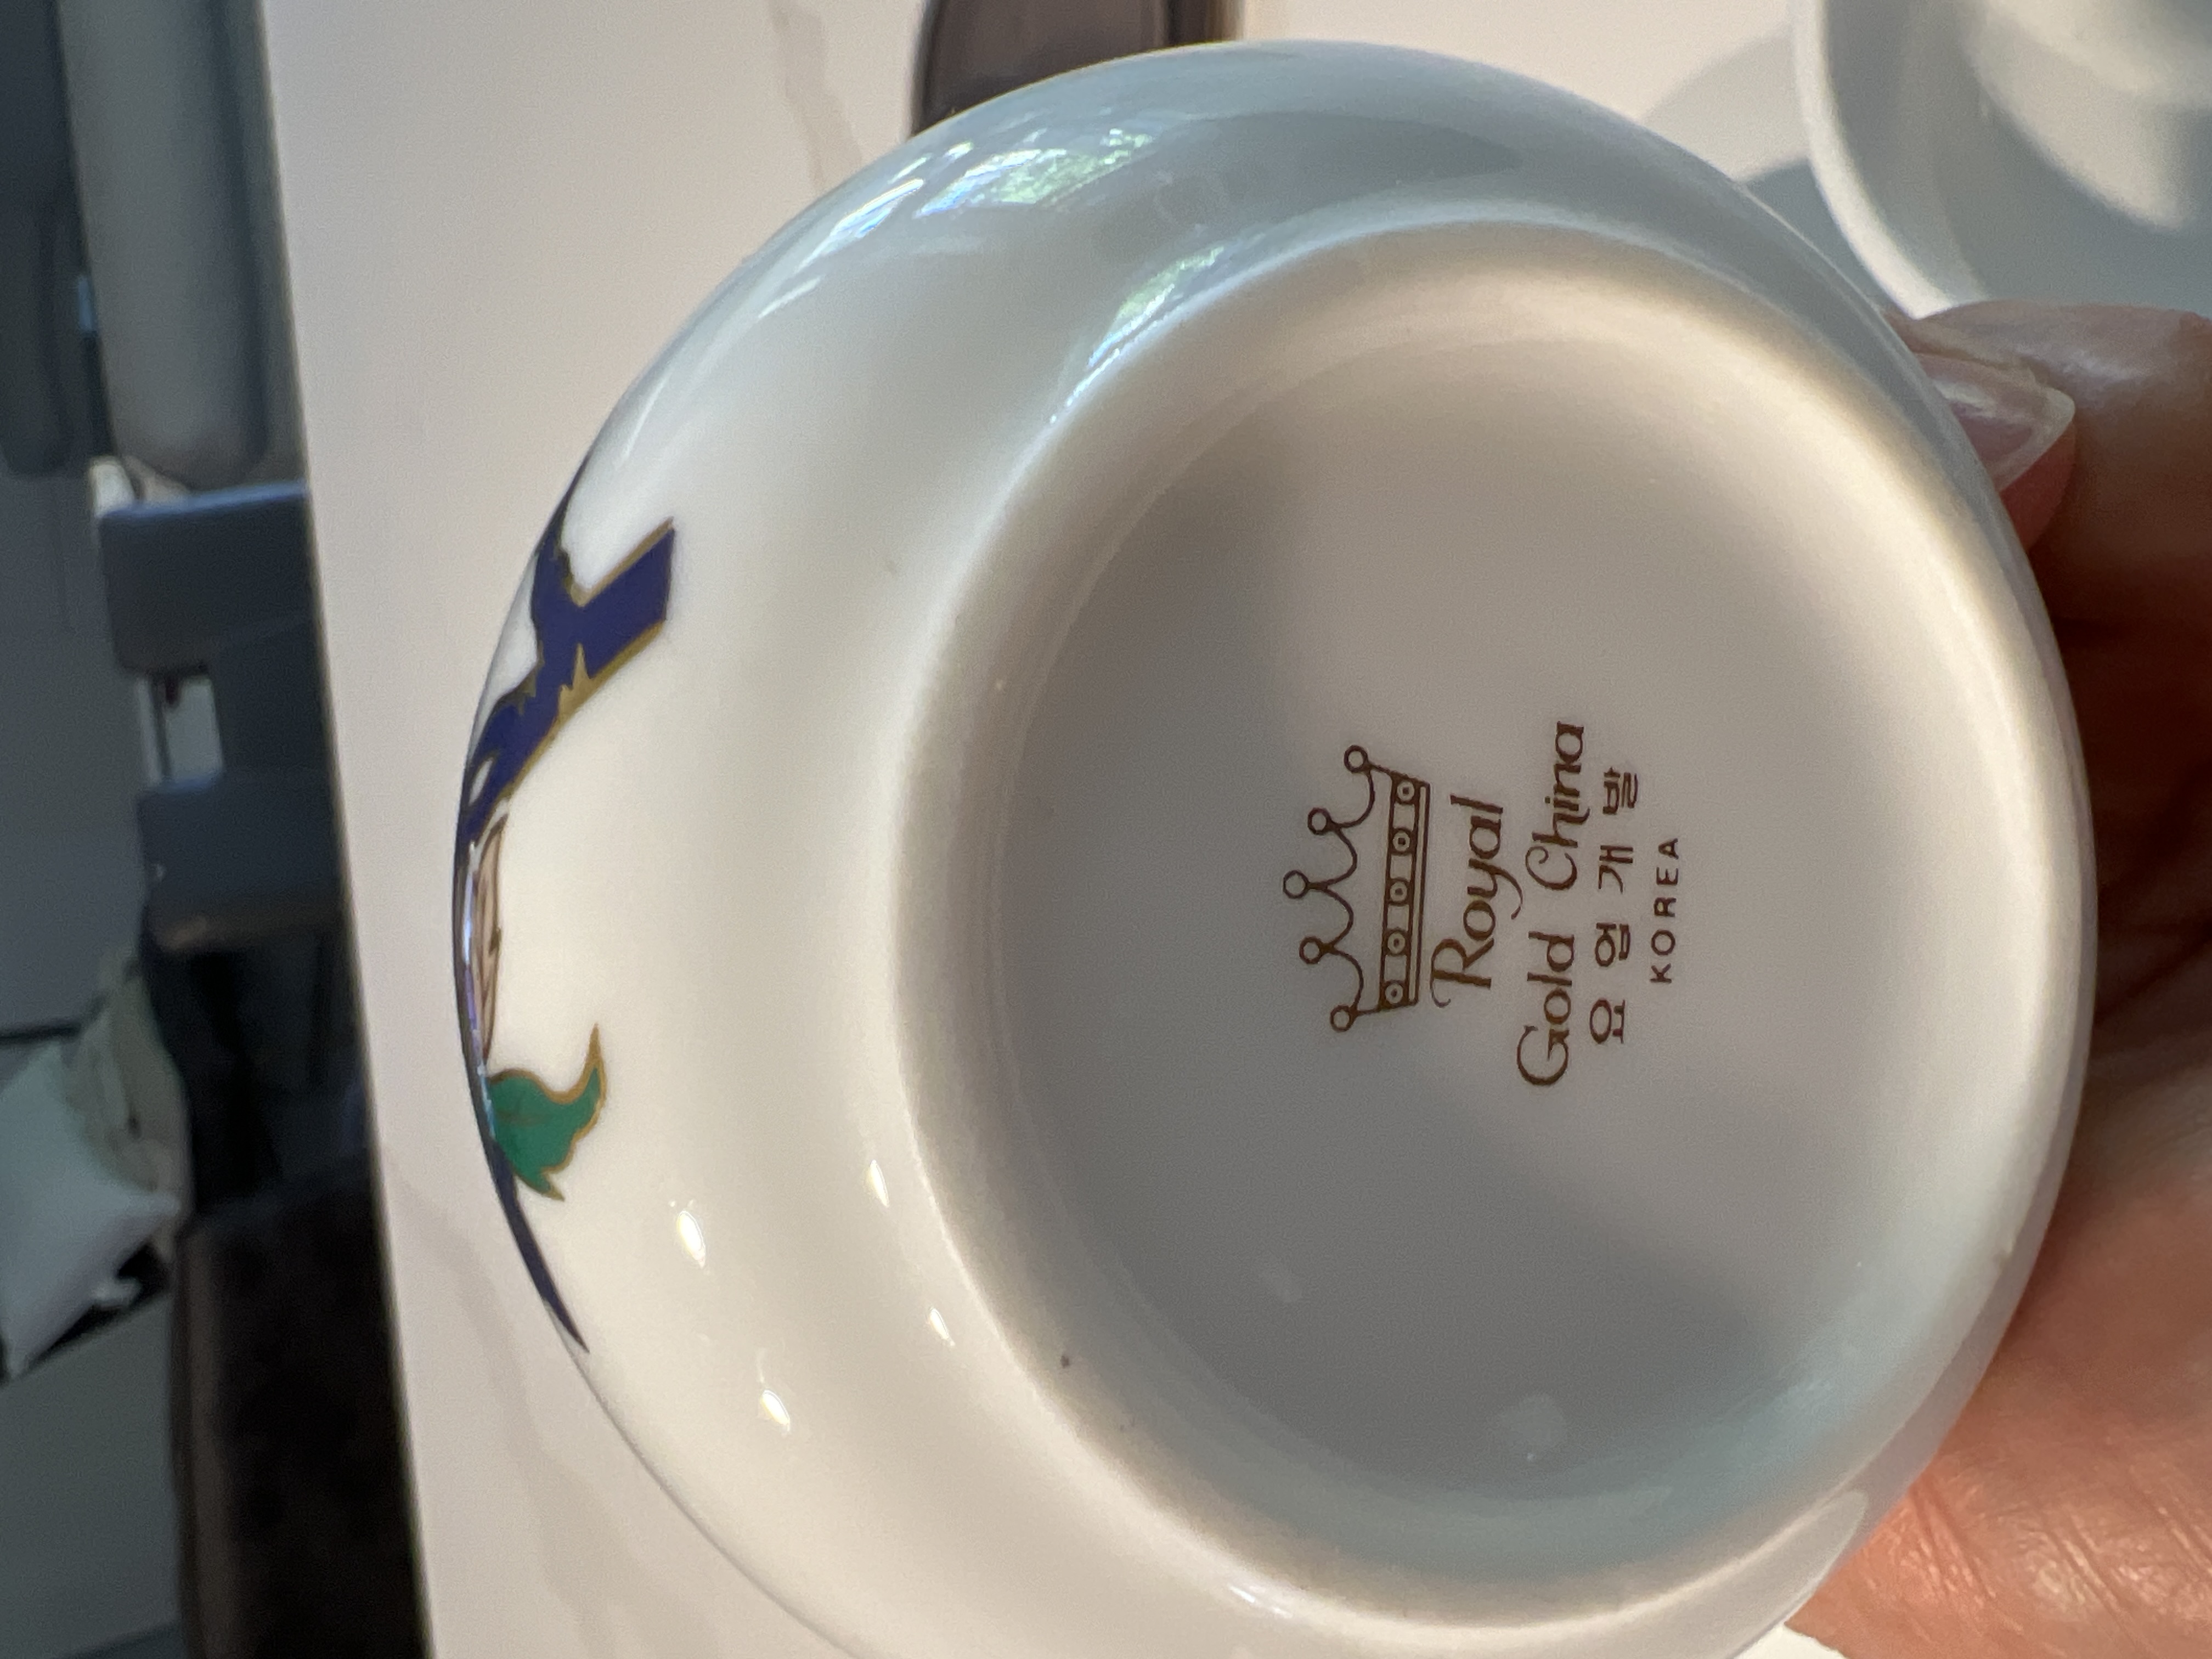 Royal
Gold China
요업개발
KOREA